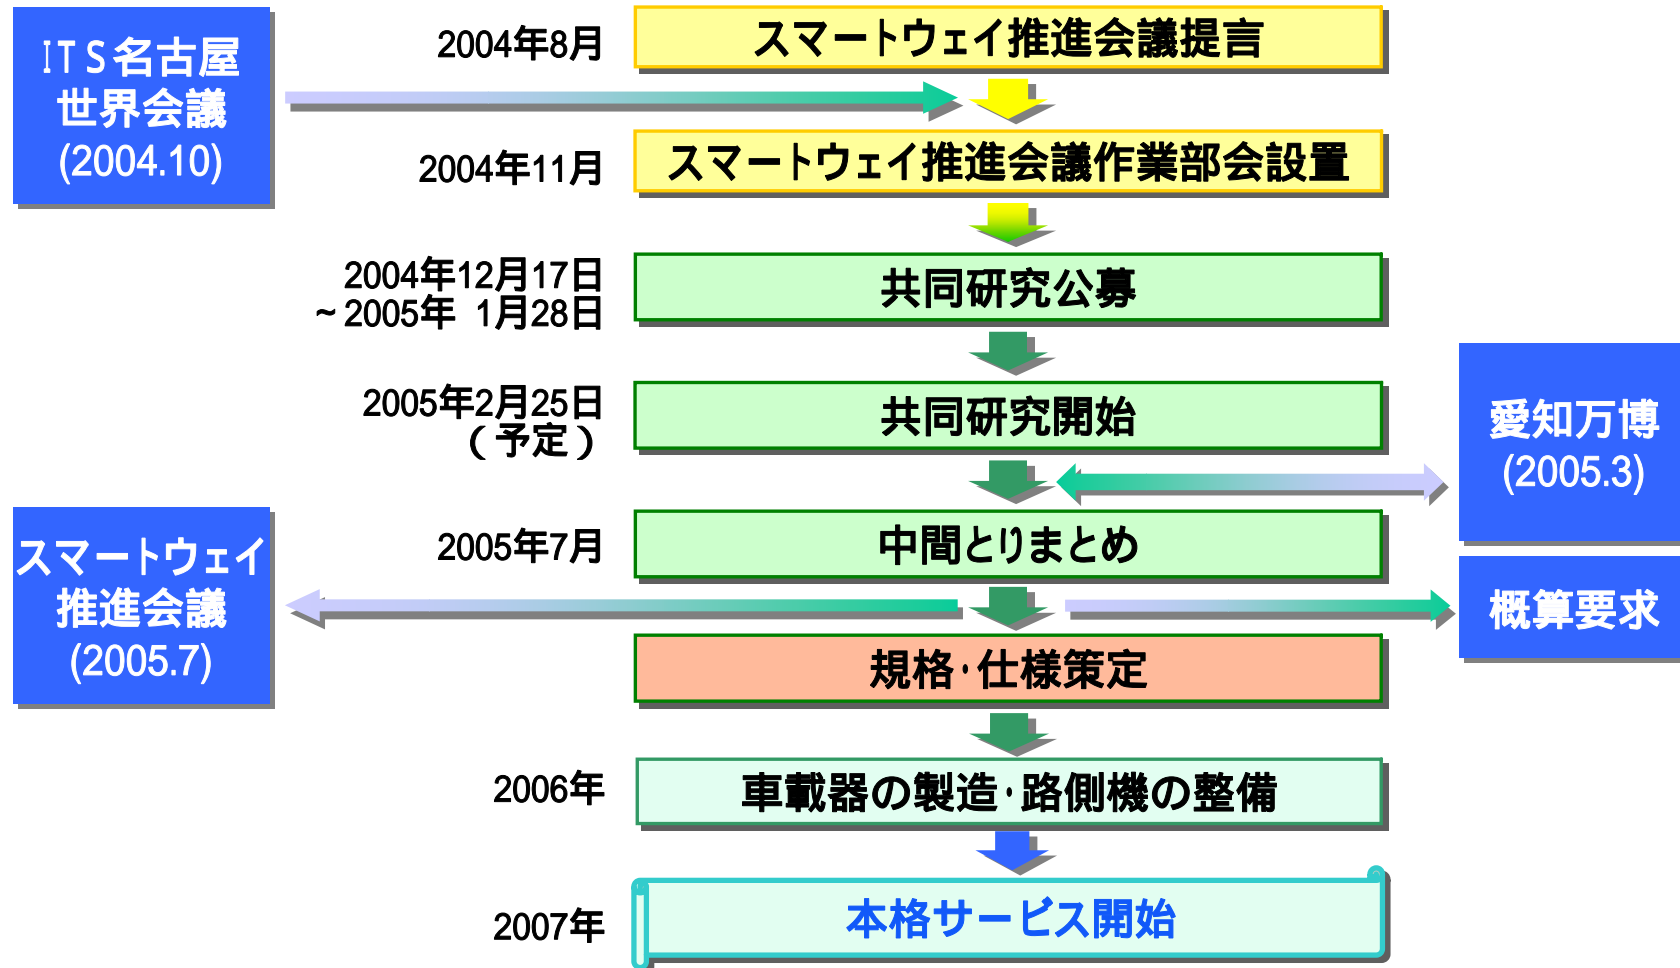 ITS名古屋
世界会議
(2004.10)
2004年8月
スマートウェイ推進会議提言
2004年11月
スマートウェイ推進会議作業部会設置
2004年12月17日
~2005年 1月28日
共同研究公募
2005年2月25日
(予定)
共同研究開始
愛知万博
(2005.3)
2005年7月
中間とりまとめ
スマートウェイ
推進会議
(2005.7)
概算要求
規格・仕様策定
2006年
車載器の製造・路側機の整備
2007年
本格サービス開始